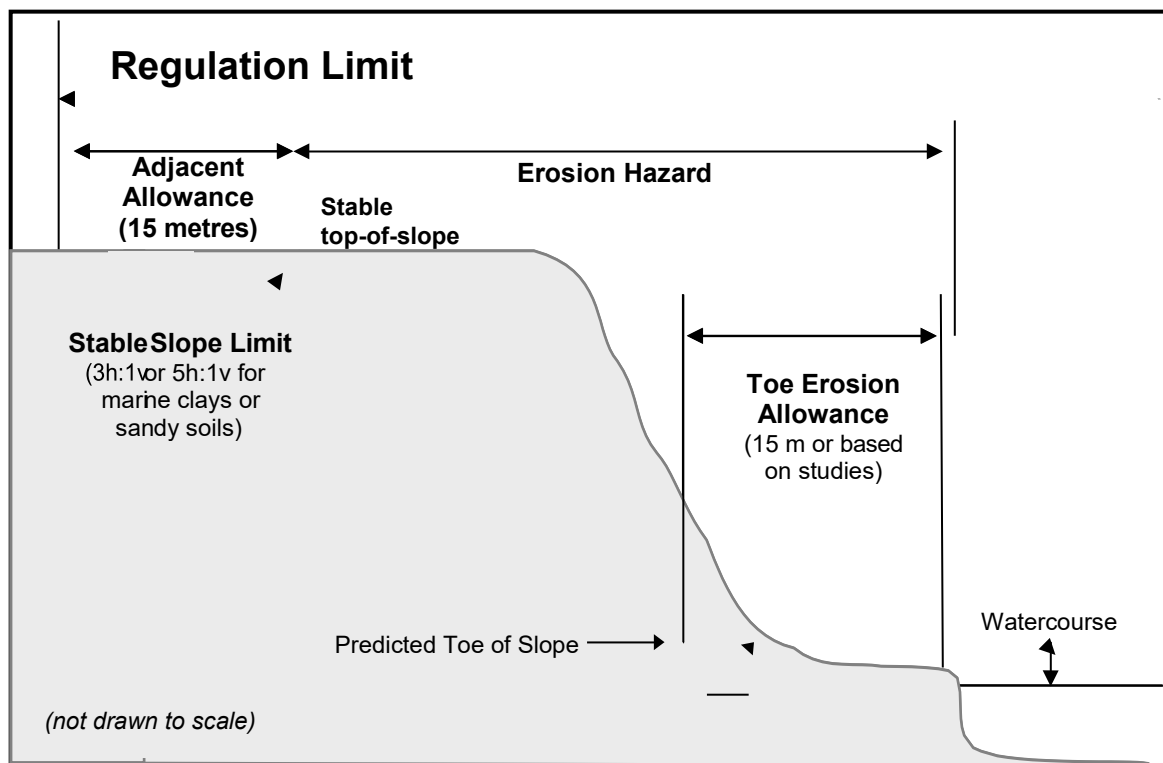 Regulation Limit
Adjacent
Allowance
(15 metres)
Erosion Hazard
Stable
top-of-slope
Stable Slope Limit
(3h:1v or 5h:1v for
marine clays or
sandy soils)
Toe Erosion
Allowance
(15 m or based
on studies)
Predicted Toe of Slope
Watercourse
(not drawn to scale)